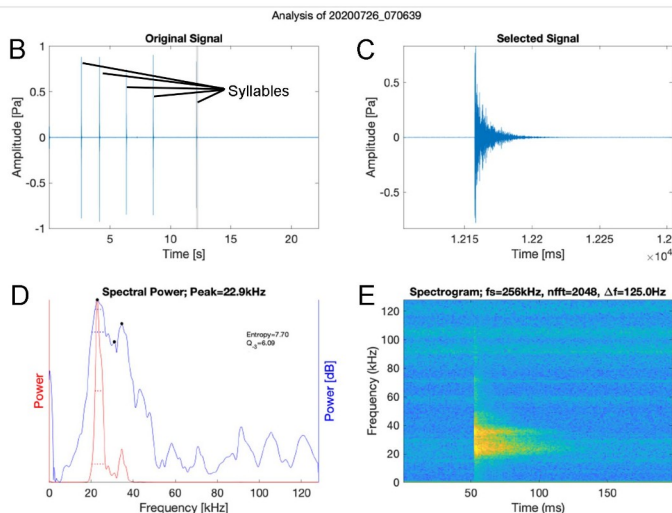 Analysis of 20200726_070639
B
Original Signal
1
0.5
0
-0.5
-1
Amplitude [Pa]
Syllables
5
10
15
20
Time [s]
C
Selected Signal
0.5
0
-0.5
Amplitude [Pa]
1.215
1.22
1.225
Time [ms]
×10⁴
D
Spectral Power; Peak=22.9kHz
Power
Entropy=7.70
Q-3=6.09
Power [dB]
0
20
40
60
80
100
120
Frequency [kHz]
E
Spectrogram; fs=256kHz, nfft=2048, Δf=125.0Hz
120
100
80
60
40
20
0
Frequency (kHz)
50
100
150
Time (ms)